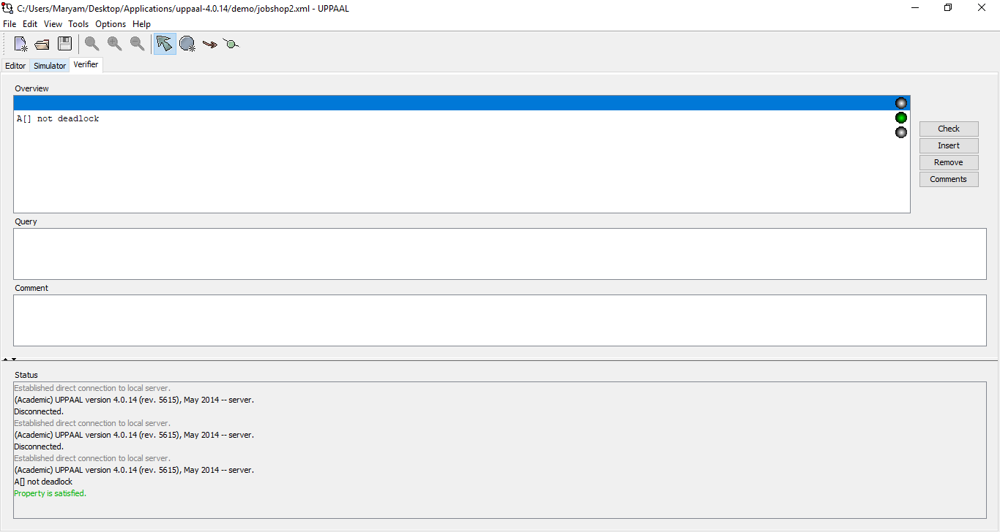 C:/Users/Maryam/Desktop/Applications/uppaal-4.0.14/demo/jobshop2.xml - UPPAAL
File Edit View Tools Options Help
Editor Simulator Verifier
Overview
A[] not deadlock
Check
Insert
Remove
Comments
Query
Comment
Status
Established direct connection to local server.
(Academic) UPPAAL version 4.0.14 (rev. 5615), May 2014 -- server.
Disconnected.
Established direct connection to local server.
(Academic) UPPAAL version 4.0.14 (rev. 5615), May 2014 -- server.
Disconnected.
Established direct connection to local server.
(Academic) UPPAAL version 4.0.14 (rev. 5615), May 2014 -- server.
A[] not deadlock
Property is satisfied.